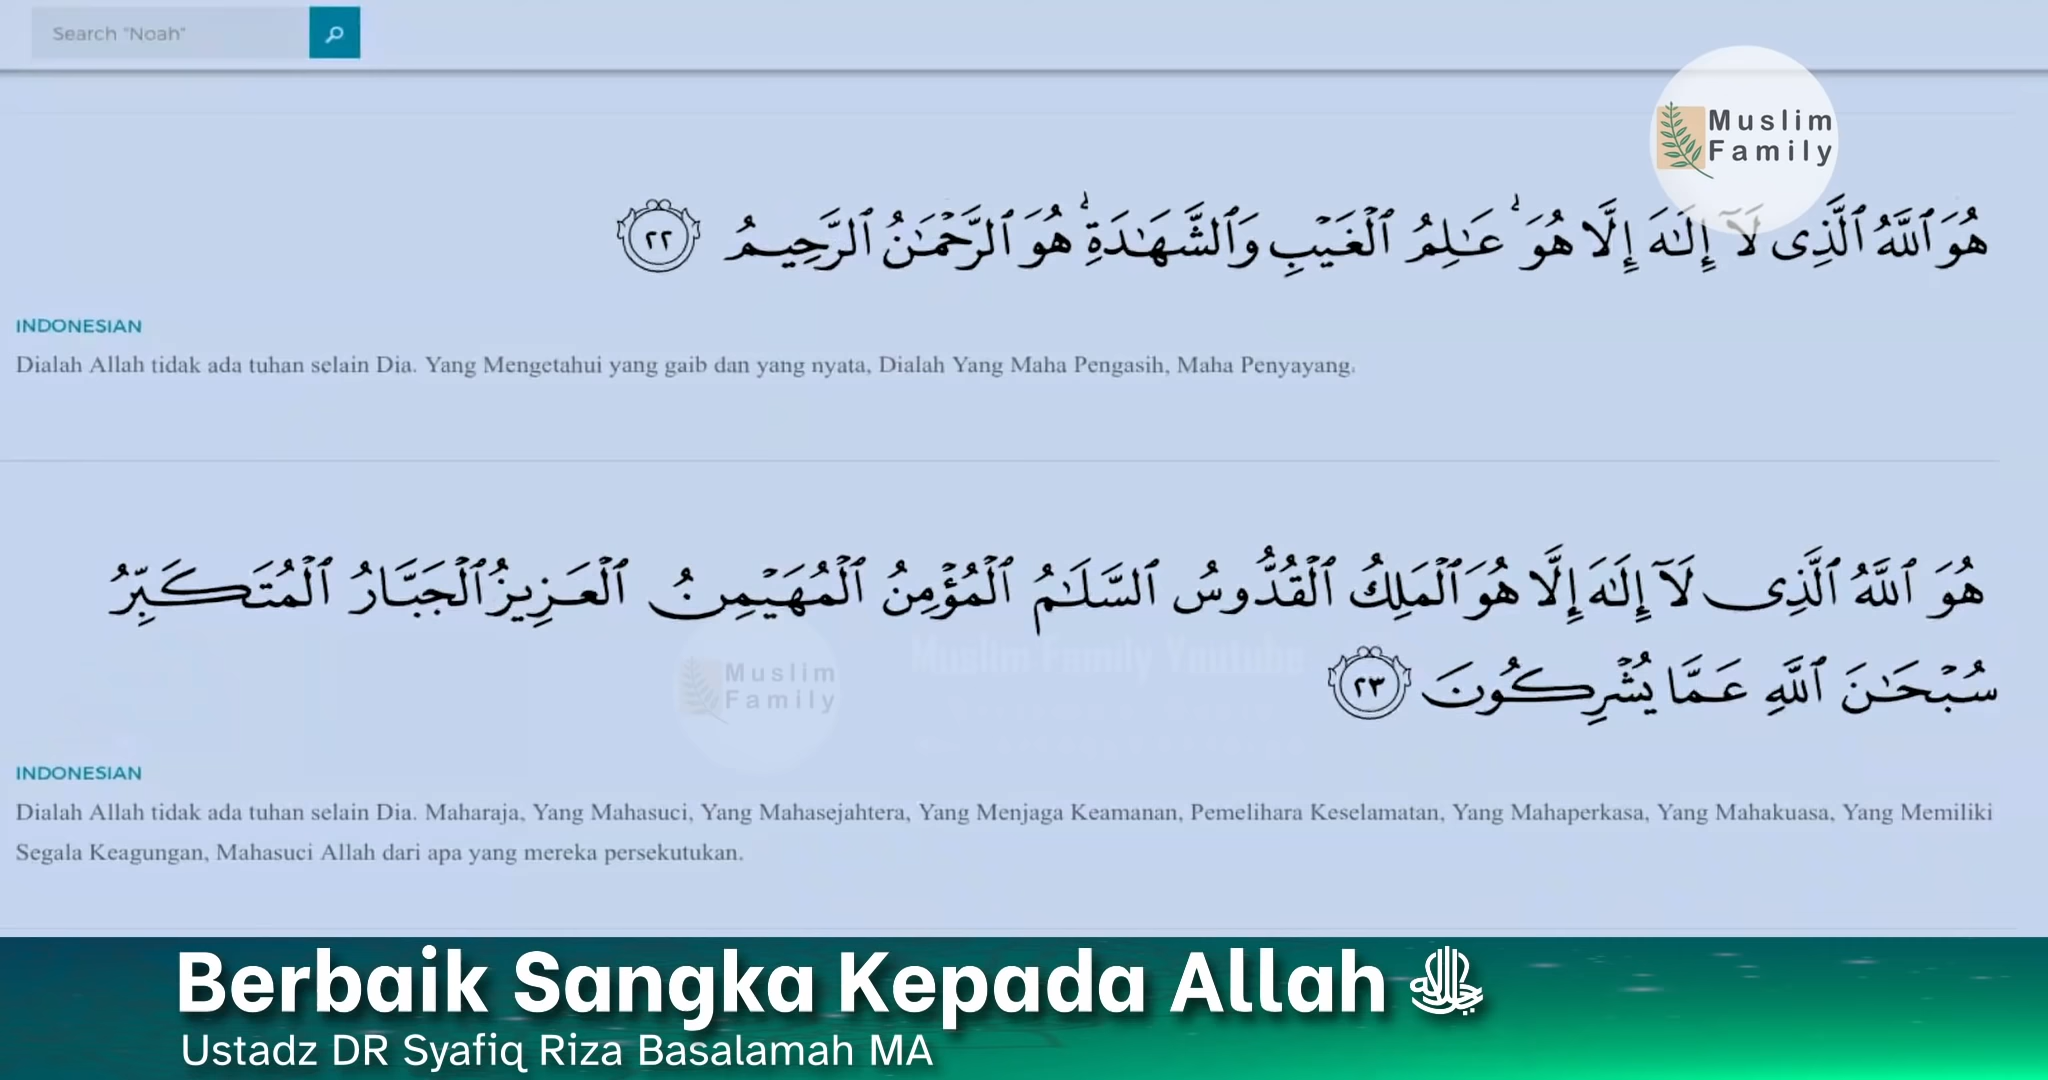 Search "Noah"
Muslim
Family
هُوَ ٱللَّهُ ٱلَّذِى لَآ إِلَـٰهَ إِلَّا هُوَ ۖ عَـٰلِمُ ٱلْغَيْبِ وَٱلشَّهَـٰدَةِ ۖ هُوَ ٱلرَّحْمَـٰنُ ٱلرَّحِيمُ ٢٢
INDONESIAN
Dialah Allah tidak ada tuhan selain Dia. Yang Mengetahui yang gaib dan yang nyata, Dialah Yang Maha Pengasih, Maha Penyayang.
هُوَ ٱللَّهُ ٱلَّذِى لَآ إِلَـٰهَ إِلَّا هُوَ ٱلْمَلِكُ ٱلْقُدُّوسُ ٱلسَّلَـٰمُ ٱلْمُؤْمِنُ ٱلْمُهَيْمِنُ ٱلْعَزِيزُ ٱلْجَبَّارُ ٱلْمُتَكَبِّرُ
سُبْحَـٰنَ ٱللَّهِ عَمَّا يُشْرِكُونَ ٢٣
Muslim Family Youtube
Muslim
Family
INDONESIAN
Dialah Allah tidak ada tuhan selain Dia. Maharaja, Yang Mahasuci, Yang Mahasejahtera, Yang Menjaga Keamanan, Pemelihara Keselamatan, Yang Mahaperkasa, Yang Mahakuasa, Yang Memiliki
Segala Keagungan, Mahasuci Allah dari apa yang mereka persekutukan.
Berbaik Sangka Kepada Allah ﷻ
Ustadz DR Syafiq Riza Basalamah MA